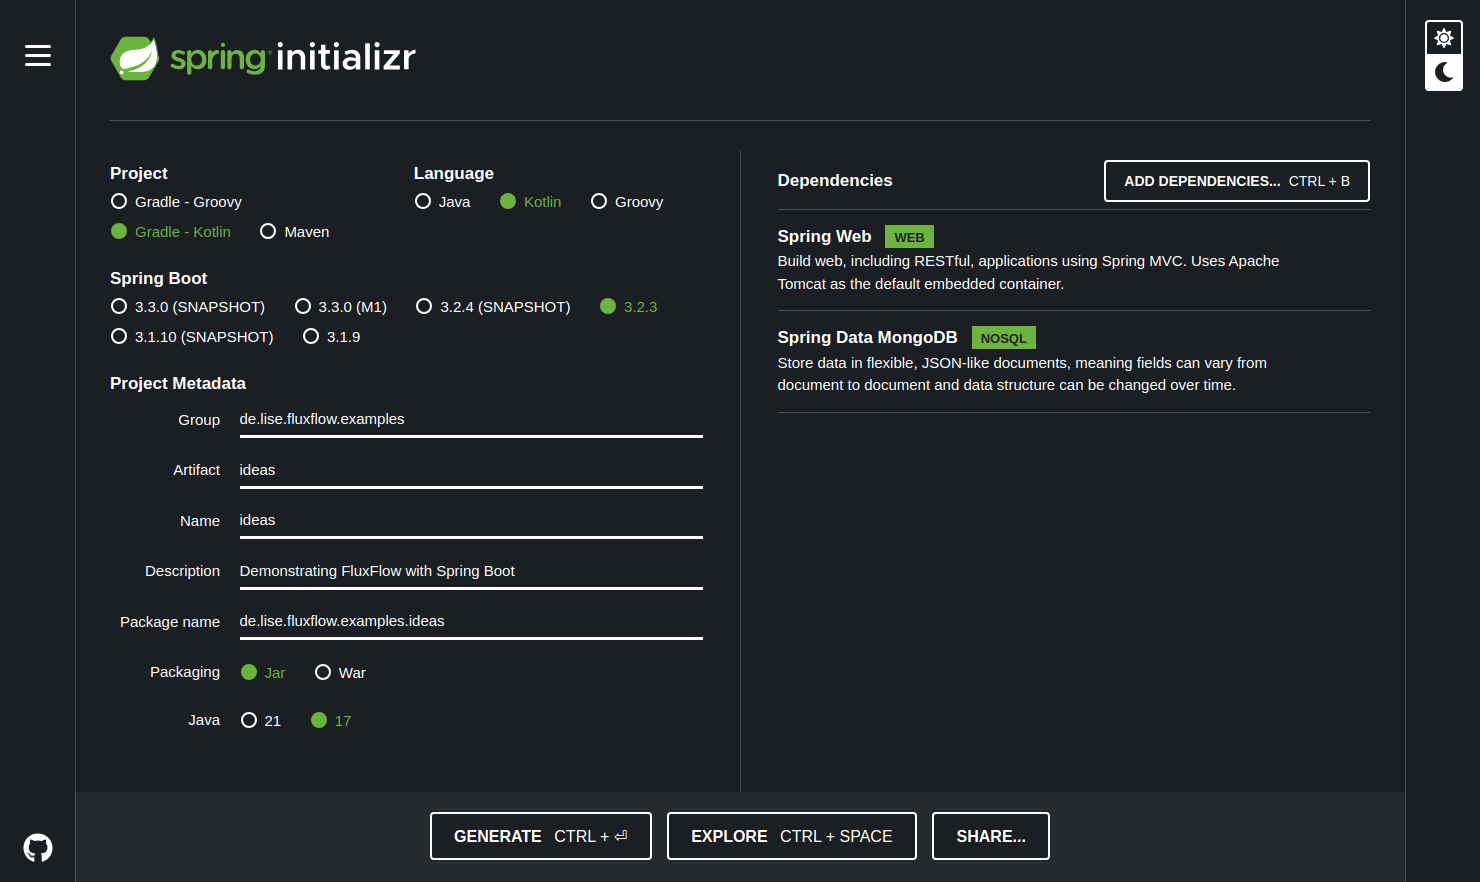 spring initializr
Project
Gradle - Groovy
Gradle - Kotlin Maven
Language
Java Kotlin Groovy
Spring Boot
3.3.0 (SNAPSHOT) 3.3.0 (M1) 3.2.4 (SNAPSHOT) 3.2.3
3.1.10 (SNAPSHOT) 3.1.9
Project Metadata
Group de.lise.fluxflow.examples
Artifact ideas
Name ideas
Description Demonstrating FluxFlow with Spring Boot
Package name de.lise.fluxflow.examples.ideas
Packaging Jar War
Java 21 17
Dependencies ADD DEPENDENCIES... CTRL + B
Spring Web WEB
Build web, including RESTful, applications using Spring MVC. Uses Apache
Tomcat as the default embedded container.
Spring Data MongoDB NOSQL
Store data in flexible, JSON-like documents, meaning fields can vary from
document to document and data structure can be changed over time.
GENERATE CTRL + ⏎ EXPLORE CTRL + SPACE SHARE...